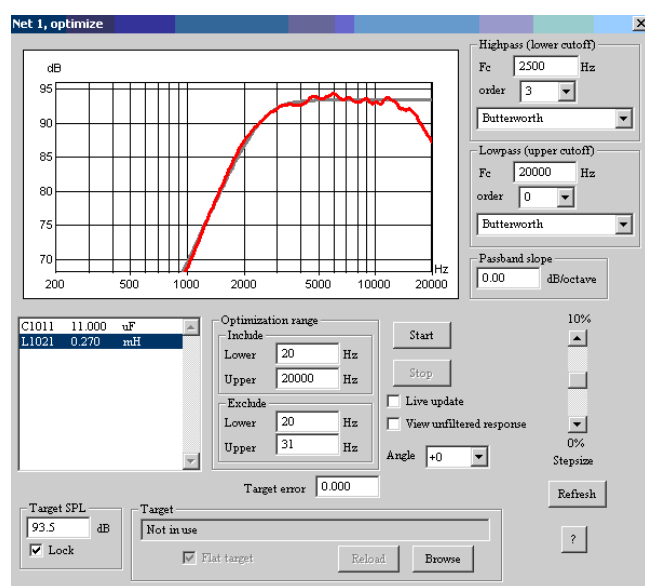 Net 1, optimize
dB
95
90
85
80
75
70
Hz
200 500 1000 2000 5000 10000 20000
Highpass (lower cutoff)
Fc 2500 Hz
order 3
Butterworth
Lowpass (upper cutoff)
Fc 20000 Hz
order 0
Butterworth
Passband slope
0.00 dB/octave
C1011 11.000 uF
L1021 0.270 mH
Optimization range
Include
Lower 20 Hz
Upper 20000 Hz
Exclude
Lower 20 Hz
Upper 31 Hz
Start
Stop
Live update
View unfiltered response
Angle +0
10%
0%
Stepsize
Target error 0.000
Refresh
Target SPL
93.5 dB
Lock
Target
Not in use
Flat target
Reload
Browse
?